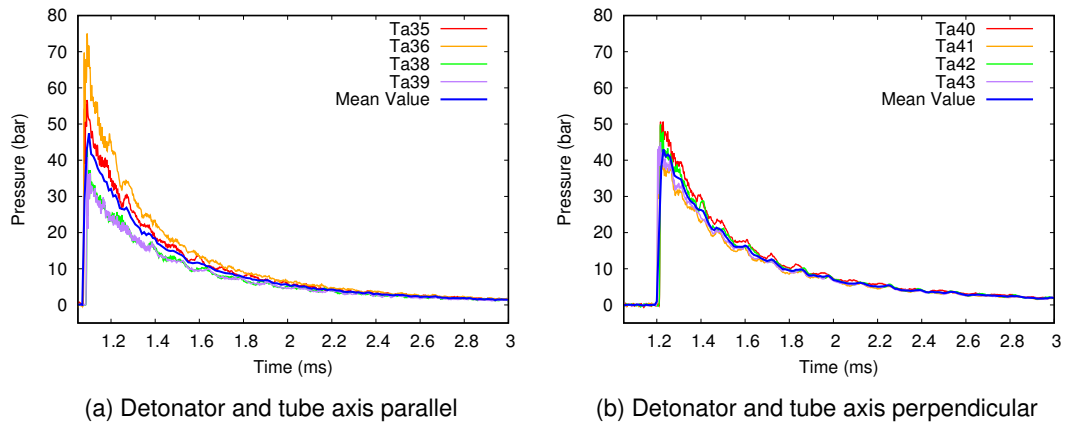 80
70
60
50
40
30
20
10
0
Pressure (bar)
Ta35
Ta36
Ta38
Ta39
Mean Value
1.2 1.4 1.6 1.8 2 2.2 2.4 2.6 2.8 3
Time (ms)
(a) Detonator and tube axis parallel
80
70
60
50
40
30
20
10
0
Pressure (bar)
Ta40
Ta41
Ta42
Ta43
Mean Value
1.2 1.4 1.6 1.8 2 2.2 2.4 2.6 2.8 3
Time (ms)
(b) Detonator and tube axis perpendicular